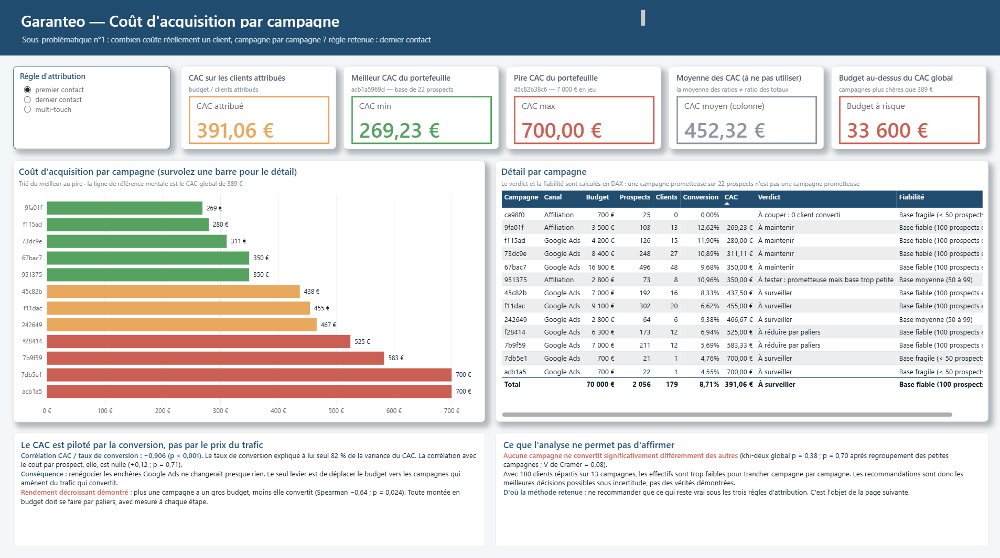 Garanteo — Coût d'acquisition par campagne
Sous-problématique n°1 : combien coûte réellement un client, campagne par campagne ? règle retenue : dernier contact
Règle d'attribution
premier contact
dernier contact
multi-touch
CAC sur les clients attribués
budget / clients attribués
CAC attribué
391,06 €
Meilleur CAC du portefeuille
acb1a5969d — base de 22 prospects
CAC min
269,23 €
Pire CAC du portefeuille
45c82b38c6 — 7 000 € en jeu
CAC max
700,00 €
Moyenne des CAC (à ne pas utiliser)
la moyenne des ratios ≠ ratio des totaux
CAC moyen (colonne)
452,32 €
Budget au-dessus du CAC global
campagnes plus chères que 389 €
Budget à risque
33 600 €
Coût d'acquisition par campagne (survolez une barre pour le détail)
Trié du meilleur au pire · la ligne de référence mentale est le CAC global de 389 €
9fa01f 269 €
f115ad 280 €
73dc9e 311 €
67bac7 350 €
951375 350 €
45c82b 438 €
f11dac 455 €
242649 467 €
f28414 525 €
7b9f59 583 €
7db5e1 700 €
acb1a5 700 €
0 € 100 € 200 € 300 € 400 € 500 € 600 € 700 €
Détail par campagne
Le verdict et la fiabilité sont calculés en DAX : une campagne prometteuse sur 22 prospects n'est pas une campagne prometteuse
Campagne Canal Budget Prospects Clients Conversion CAC Verdict Fiabilité
ca98f0 Affiliation 700 € 25 0 0,00% À couper : 0 client converti Base fragile (< 50 prospects
9fa01f Affiliation 3 500 € 103 13 12,62% 269,23 € À maintenir Base fiable (100 prospects e
f115ad Google Ads 4 200 € 126 15 11,90% 280,00 € À maintenir Base fiable (100 prospects e
73dc9e Google Ads 8 400 € 248 27 10,89% 311,11 € À maintenir Base fiable (100 prospects e
67bac7 Google Ads 16 800 € 496 48 9,68% 350,00 € À maintenir Base fiable (100 prospects e
951375 Affiliation 2 800 € 73 8 10,96% 350,00 € À tester : prometteuse mais base trop petite Base moyenne (50 à 99)
45c82b Google Ads 7 000 € 192 16 8,33% 437,50 € À surveiller Base fiable (100 prospects e
f11dac Google Ads 9 100 € 302 20 6,62% 455,00 € À surveiller Base fiable (100 prospects e
242649 Google Ads 2 800 € 64 6 9,38% 466,67 € À surveiller Base moyenne (50 à 99)
f28414 Google Ads 6 300 € 173 12 6,94% 525,00 € À réduire par paliers Base fiable (100 prospects e
7b9f59 Google Ads 7 000 € 211 12 5,69% 583,33 € À réduire par paliers Base fiable (100 prospects e
7db5e1 Google Ads 700 € 21 1 4,76% 700,00 € À surveiller Base fragile (< 50 prospects
acb1a5 Google Ads 700 € 22 1 4,55% 700,00 € À surveiller Base fragile (< 50 prospects
Total 70 000 € 2 056 179 8,71% 391,06 € À surveiller Base fiable (100 prospects
Le CAC est piloté par la conversion, pas par le prix du trafic
Corrélation CAC / taux de conversion : −0,906 (p < 0,001). Le taux de conversion explique à lui seul 82 % de la variance du CAC. La corrélation avec
le coût par prospect, elle, est nulle (+0,12 ; p = 0,71).
Conséquence : renégocier les enchères Google Ads ne changerait presque rien. Le seul levier est de déplacer le budget vers les campagnes qui
amènent du trafic qui convertit.
Rendement décroissant démontré : plus une campagne a un gros budget, moins elle convertit (Spearman −0,64 ; p = 0,024). Toute montée en
budget doit se faire par paliers, avec mesure à chaque étape.
Ce que l'analyse ne permet pas d'affirmer
Aucune campagne ne convertit significativement différemment des autres (khi-deux global p = 0,38 ; p = 0,70 après regroupement des petites
campagnes ; V de Cramér = 0,08).
Avec 180 clients répartis sur 13 campagnes, les effectifs sont trop faibles pour trancher campagne par campagne. Les recommandations sont donc les
meilleures décisions possibles sous incertitude, pas des vérités démontrées.
D'où la méthode retenue : ne recommander que ce qui reste vrai sous les trois règles d'attribution. C'est l'objet de la page suivante.